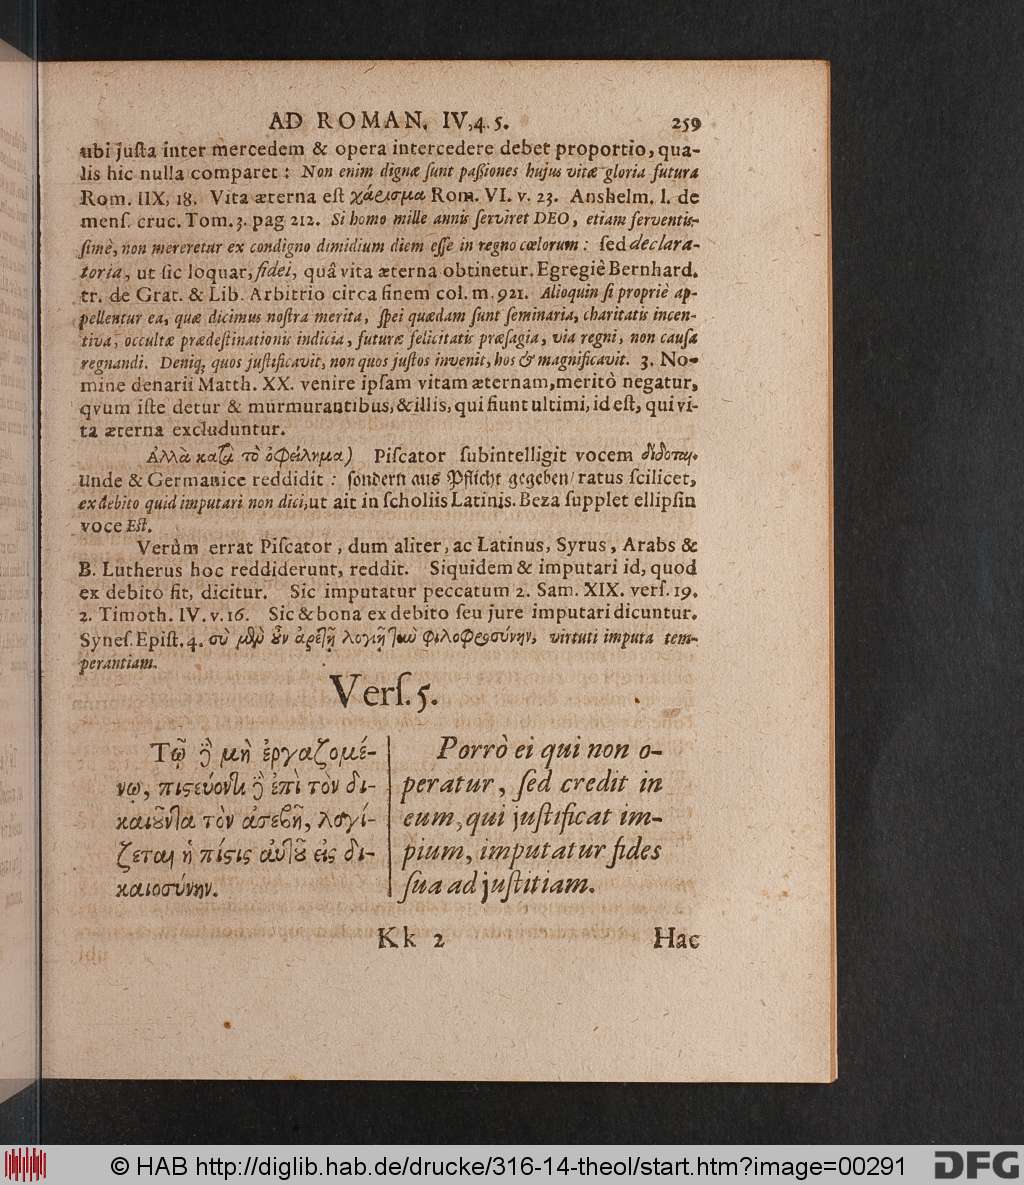 AD ROMAN. IV, 4. 5. 259
ubi juſta inter mercedem & opera intercedere debet proportio, qua-
lis hic nulla comparet: Non enim dignæ ſunt paſſiones hujus vitæ gloria futura
Rom. IIX, 18. Vita æterna eſt χάρισμα Rom. VI. v. 23. Anshelm. l. de
menſ. cruc. Tom. 3. pag 212. Si homo mille annis ſerviret DEO, etiam ferventis-
ſimè, non mereretur ex condigno dimidium diem eſſe in regno cœlorum: ſed declara-
toria, ut ſic loquar, fidei, quâ vita æterna obtinetur. Egregiè Bernhard.
tr. de Grat. & Lib. Arbitrio circa finem col. m. 921. Alioquin ſi propriè ap-
pellentur ea, quæ dicimus noſtra merita, ſpei quædam ſunt ſeminaria, charitatis incen-
tiva, occultæ prædeſtinationis indicia, futuræ felicitatis præſagia, via regni, non cauſa
regnandi. Deniq; quos juſtificavit, non quos juſtos invenit, hos & magnificavit. 3. No-
mine denarii Matth. XX. venire ipſam vitam æternam, meritò negatur,
qvum iſte detur & murmurantibus, & illis, qui fiunt ultimi, id eſt, qui vi-
ta æterna excluduntur.
Ἀλλὰ καζὰ τὸ ὀφείλημα) Piſcator ſubintelligit vocem δίδοται.
Unde & Germanice reddidit: ſondern aus Pflicht gegeben/ ratus ſcilicet,
ex debito quid imputari non dici, ut ait in ſcholiis Latinis. Beza ſupplet ellipſin
voce Eſt.
Verùm errat Piſcator, dum aliter, ac Latinus, Syrus, Arabs &
B. Lutherus hoc reddiderunt, reddit. Siquidem & imputari id, quod
ex debito fit, dicitur. Sic imputatur peccatum 2. Sam. XIX. verſ. 19.
2. Timoth. IV. v. 16. Sic & bona ex debito ſeu jure imputari dicuntur.
Syneſ. Epiſt. 4. σὺ μὲν οὖν ἀρετῇ λογιῇ τὴν φιλοφροσύνην, virtuti imputa tem-
perantiam.
Verſ. 5.
Τῷ δὲ μὴ ἐργαζομέ-
νῳ, πιστεύοντι δὲ ἐπὶ τὸν δι-
καιοῦντα τὸν ἀσεβῆ, λογί-
ζεται ἡ πίστις αὐτοῦ εἰς δι-
καιοσύνην.
Porrò ei qui non o-
peratur, ſed credit in
eum, qui juſtificat im-
pium, imputatur fides
ſua ad juſtitiam.
Kk 2 Hac
© HAB http://diglib.hab.de/drucke/316-14-theol/start.htm?image=00291 DFG